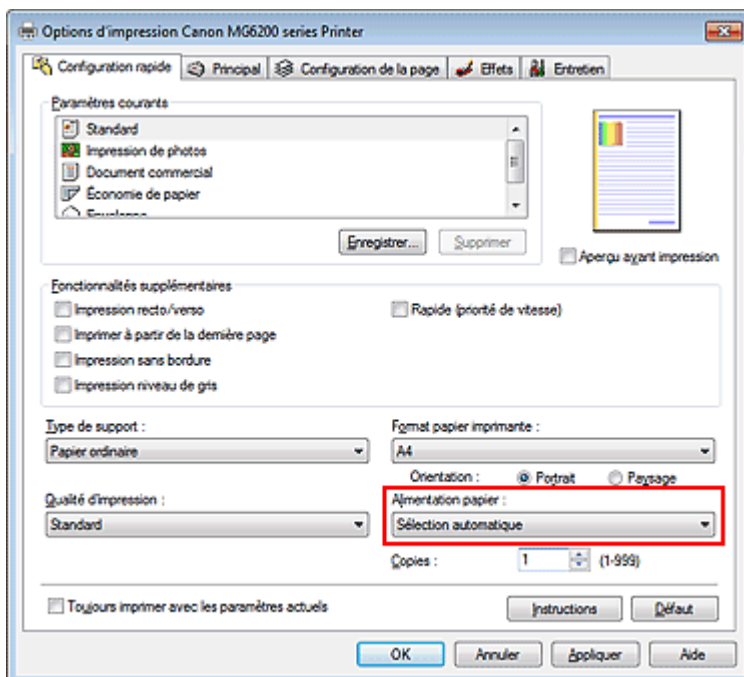 Options d'impression Canon MG6200 series Printer
Configuration rapide Principal Configuration de la page Effets Entretien
Paramètres courants
Standard
Impression de photos
Document commercial
Économie de papier
Enregistrer... Supprimer
Aperçu avant impression
Fonctionnalités supplémentaires
Impression recto/verso Rapide (priorité de vitesse)
Imprimer à partir de la dernière page
Impression sans bordure
Impression niveau de gris
Type de support : Format papier imprimante :
Papier ordinaire A4
Orientation : Portrait Paysage
Qualité d'impression : Alimentation papier :
Standard Sélection automatique
Copies : 1 (1-999)
Toujours imprimer avec les paramètres actuels Instructions Défaut
OK Annuler Appliquer Aide